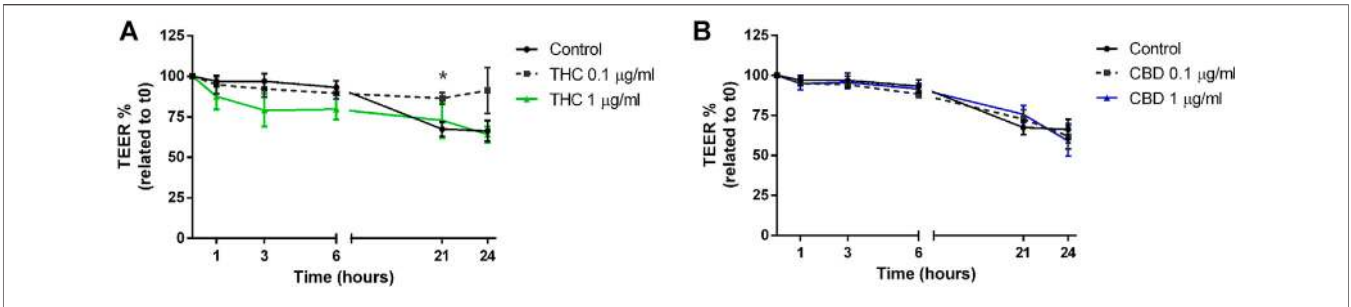 A
TEER %
(related to t0)
125
100
75
50
25
0
*
1
3
6
21
24
Time (hours)
Control
THC 0.1 μg/ml
THC 1 μg/ml
B
TEER %
(related to t0)
125
100
75
50
25
0
1
3
6
21
24
Time (hours)
Control
CBD 0.1 μg/ml
CBD 1 μg/ml